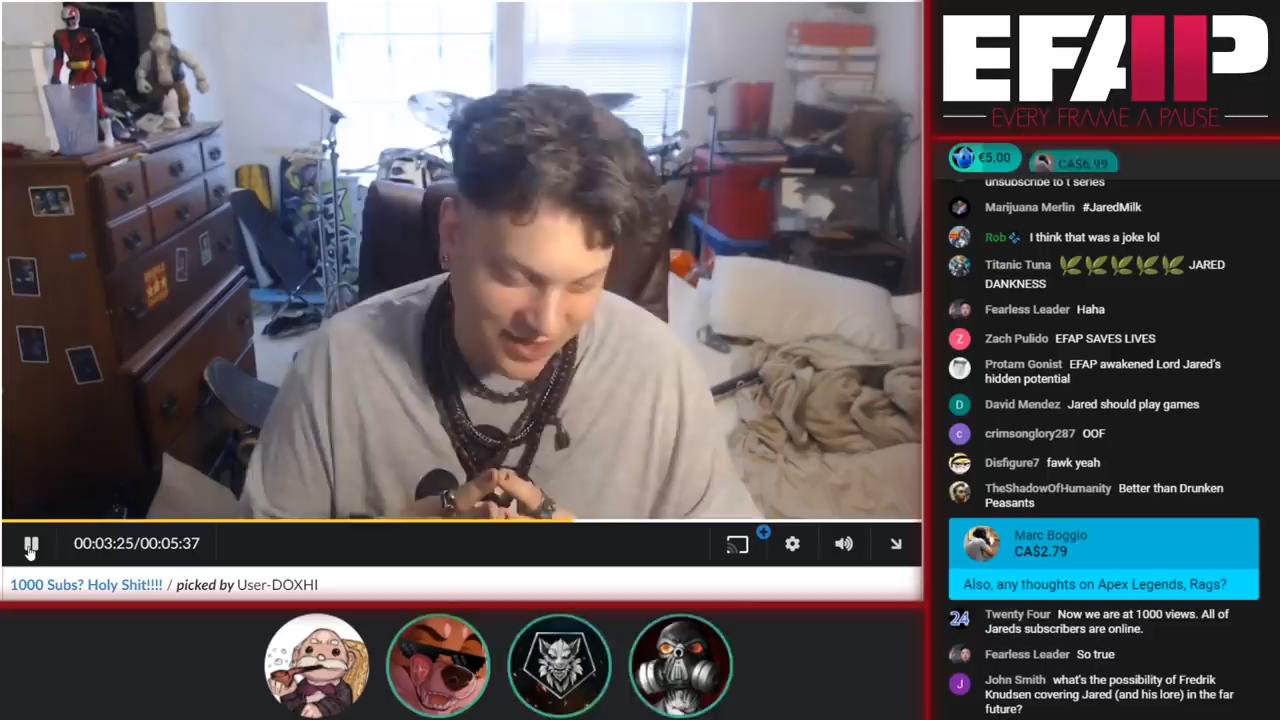 EFAP
EVERY FRAME A PAUSE
€5.00
CA$6.99
unsubscribe to t series
Marijuana Merlin #JaredMilk
Rob I think that was a joke lol
Titanic Tuna JARED
DANKNESS
Fearless Leader Haha
Zach Pulido EFAP SAVES LIVES
Protam Gonist EFAP awakened Lord Jared's
hidden potential
David Mendez Jared should play games
crimsonglory287 OOF
Disfigure7 fawk yeah
TheShadowOfHumanity Better than Drunken
Peasants
Marc Boggio
CA$2.79
Also, any thoughts on Apex Legends, Rags?
Twenty Four Now we are at 1000 views. All of
Jareds subscribers are online.
Fearless Leader So true
John Smith what's the possibility of Fredrik
Knudsen covering Jared (and his lore) in the far
future?
00:03:25/00:05:37
1000 Subs? Holy Shit!!!! / picked by User-DOXHI